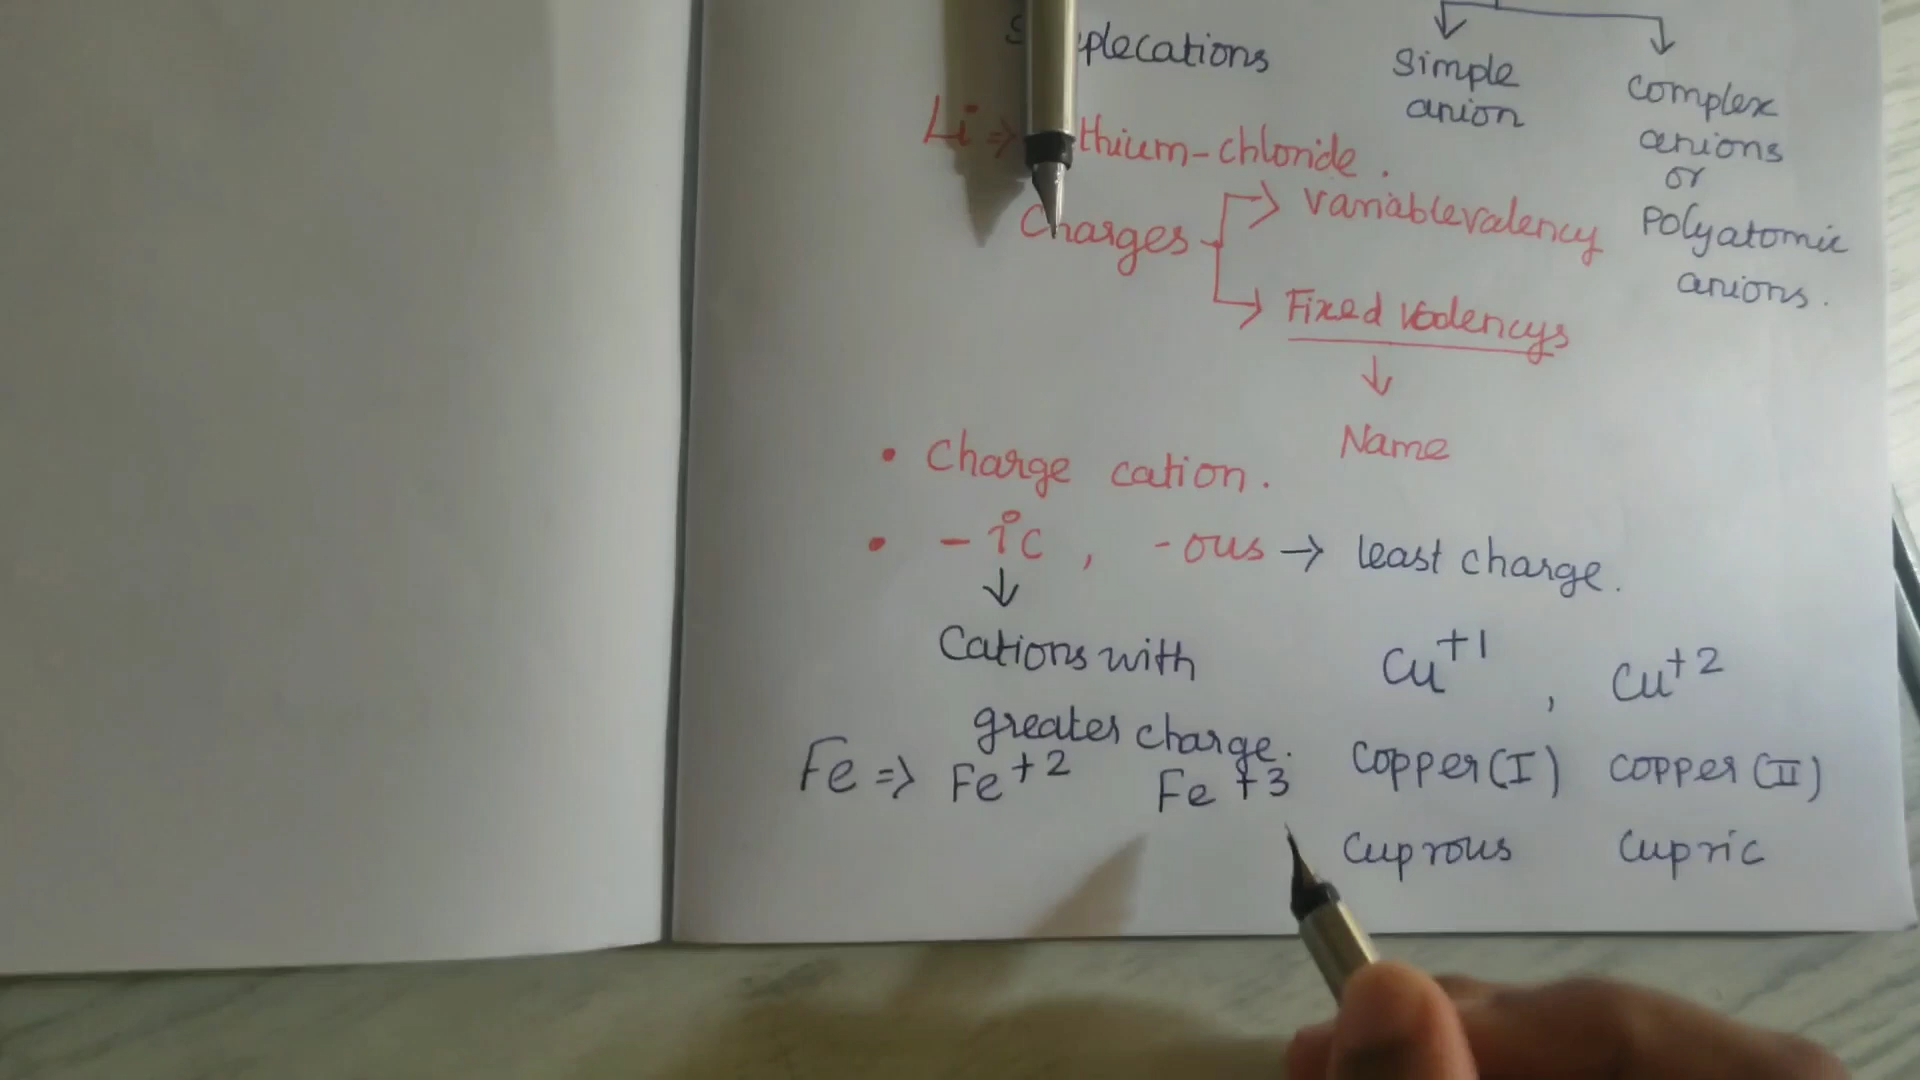 plecations
Simple
anion
complex
anions
or
Polyatomic
anions.
Li => thium-chloride.
Charges
variablevalency
Fixed valencys
Name
• Charge cation.
• -ic, -ous → least charge.
Cations with
greater charge.
Cu+1, Cu+2
Copper(I) copper(II)
Cuprous Cupric
Fe => Fe+2 Fe+3